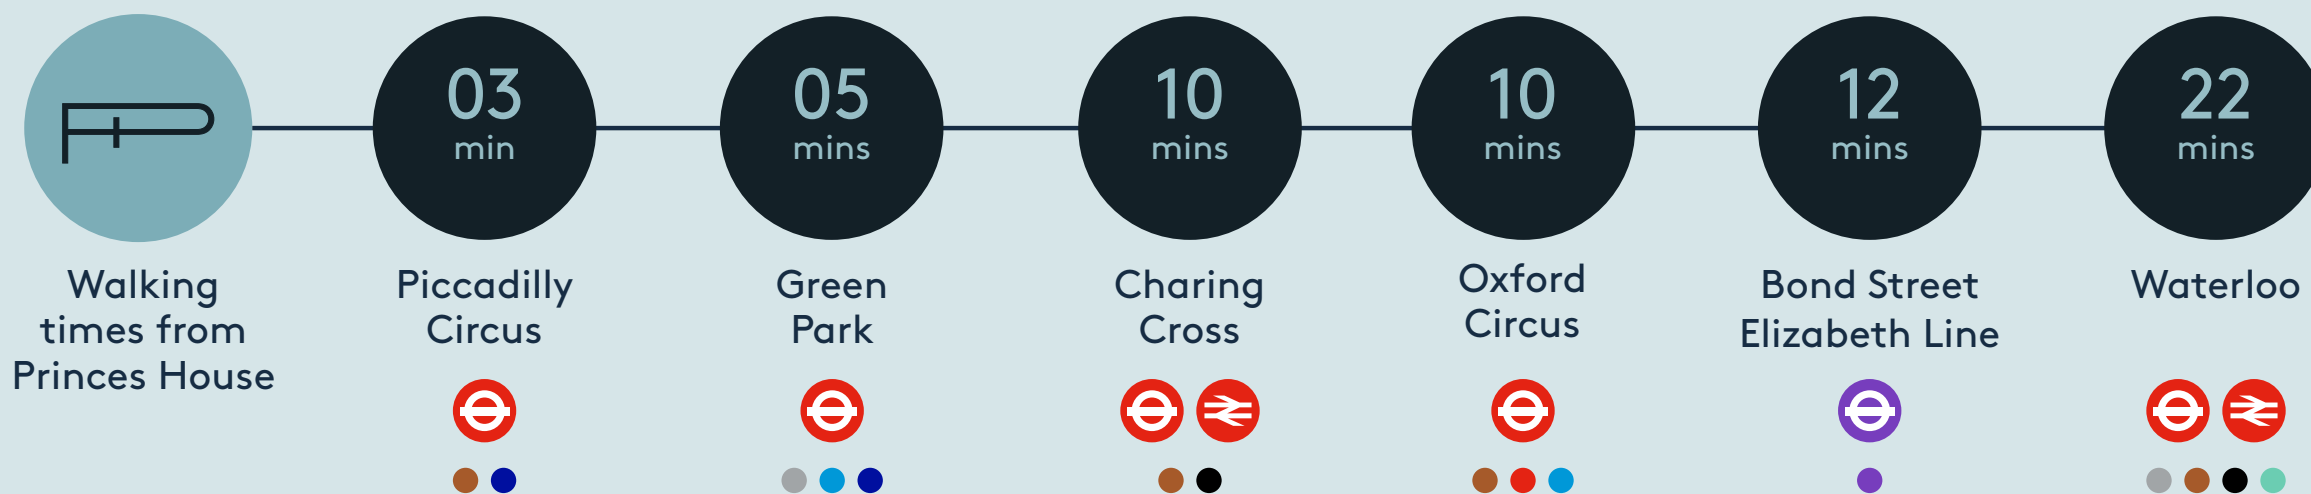 03
min
05
mins
10
mins
10
mins
12
mins
22
mins
Walking
times from
Princes House
Piccadilly
Circus
Green
Park
Charing
Cross
Oxford
Circus
Bond Street
Elizabeth Line
Waterloo